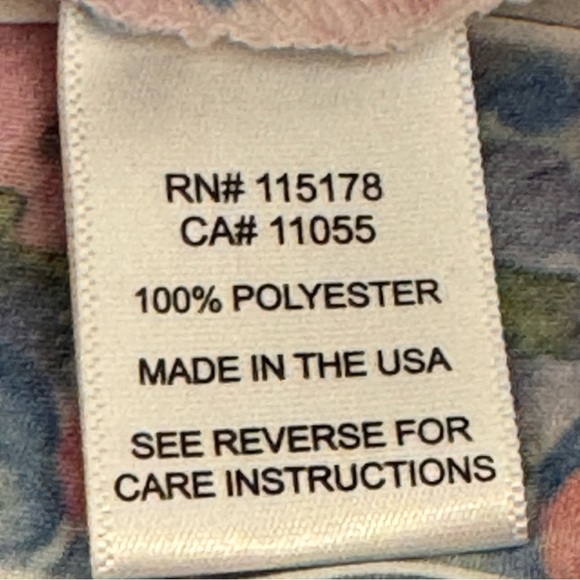 RN# 115178
CA# 11055
100% POLYESTER
MADE IN THE USA
SEE REVERSE FOR
CARE INSTRUCTIONS